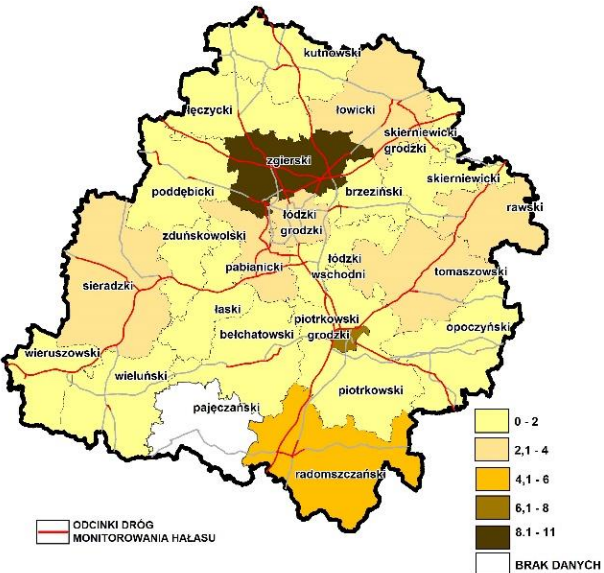 kutnowski
łęczycki
łowicki
skierniewicki
grodzki
zgierski
skierniewicki
poddębicki
brzeziński
rawski
łódzki
grodzki
zduńskowolski
łódzki
wschodni
pabianicki
tomaszowski
sieradzki
łaski
piotrkowski
grodzki
opoczyński
bełchatowski
wieruszowski
wieluński
piotrkowski
pajęczański
radomszczański
0 - 2
2,1 - 4
4,1 - 6
6,1 - 8
8.1 - 11
BRAK DANYCH
ODCINKI DRÓG
MONITOROWANIA HAŁASU